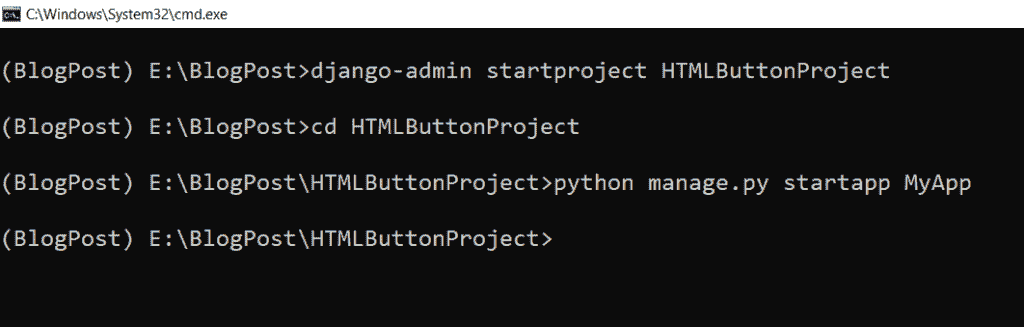 C:\Windows\System32\cmd.exe
(BlogPost) E:\BlogPost>django-admin startproject HTMLButtonProject
(BlogPost) E:\BlogPost>cd HTMLButtonProject
(BlogPost) E:\BlogPost\HTMLButtonProject>python manage.py startapp MyApp
(BlogPost) E:\BlogPost\HTMLButtonProject>